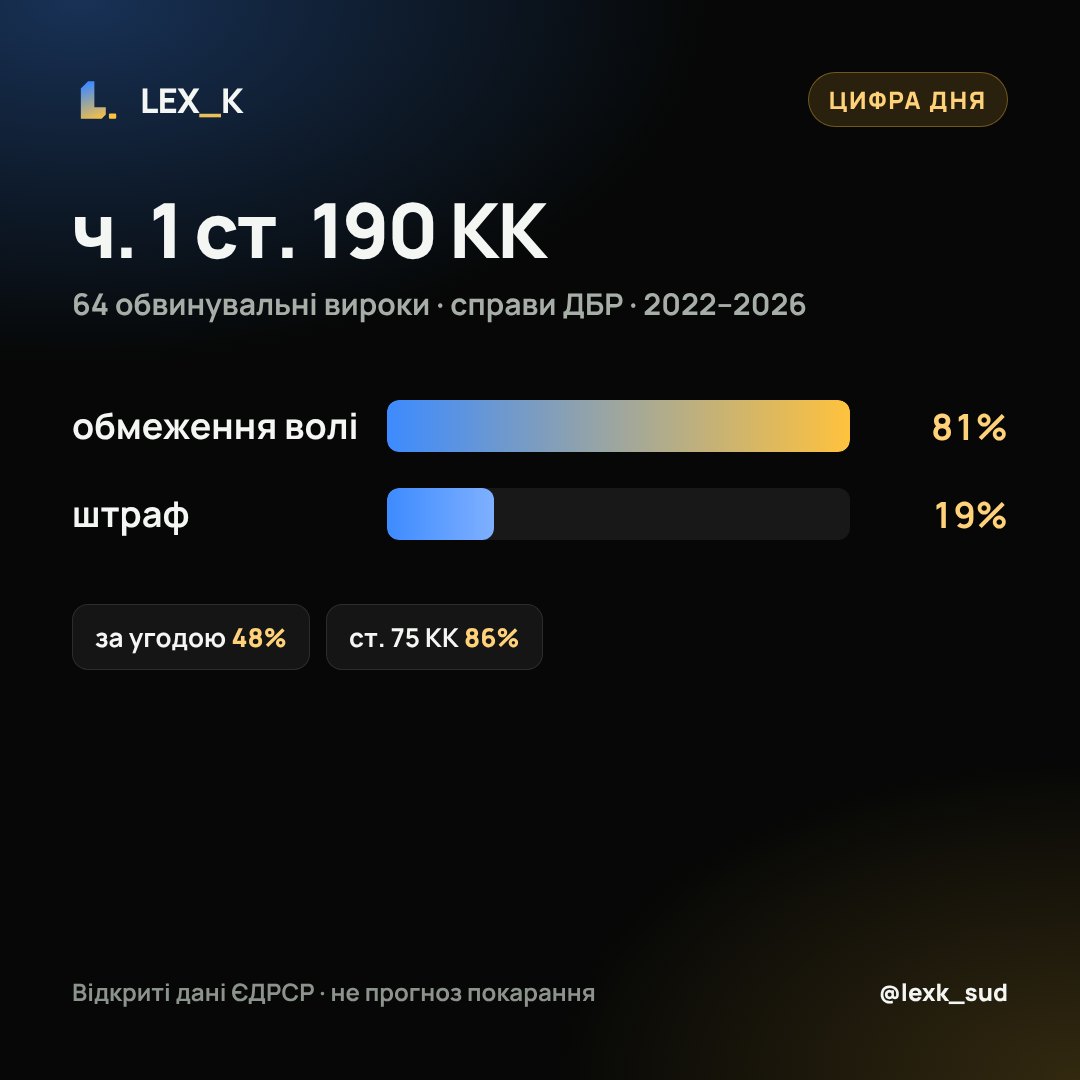 LEX_K
ЦИФРА ДНЯ
ч. 1 ст. 190 КК
64 обвинувальні вироки · справи ДБР · 2022–2026
обмеження волі 81%
штраф 19%
за угодою 48%
ст. 75 КК 86%
Відкриті дані ЄДРСР · не прогноз покарання
@lexk_sud